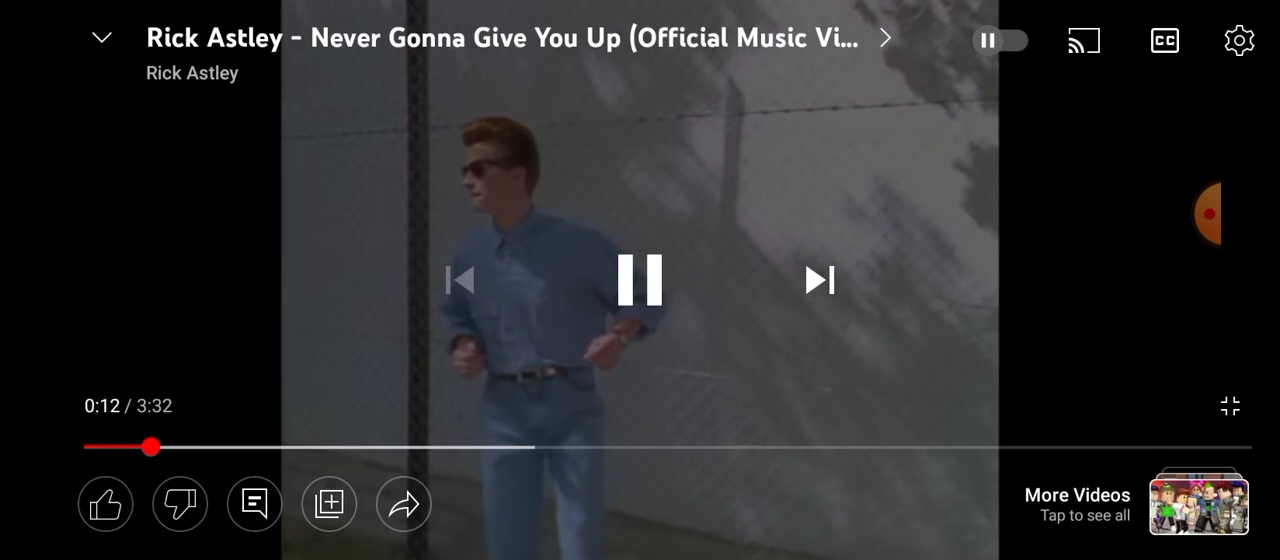 Rick Astley - Never Gonna Give You Up (Official Music Vi...
Rick Astley
CC
0:12 / 3:32
More Videos
Tap to see all